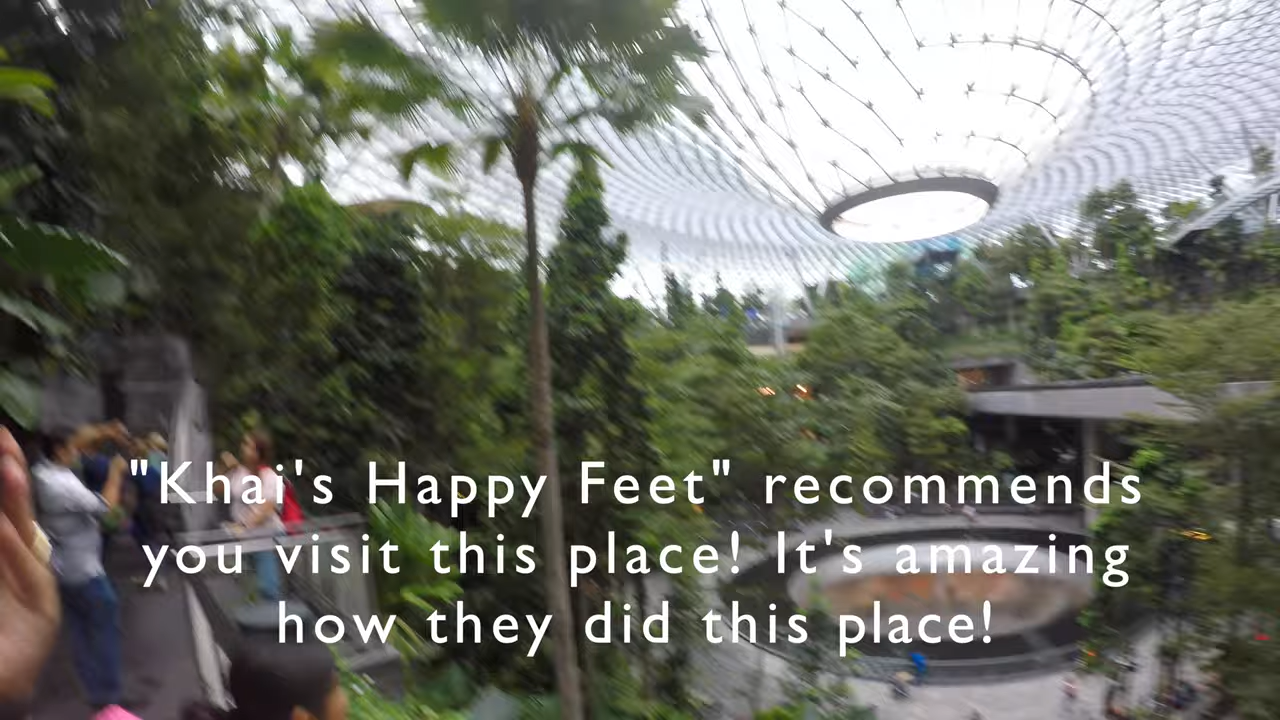 "Khai's Happy Feet" recommends
you visit this place! It's amazing
how they did this place!